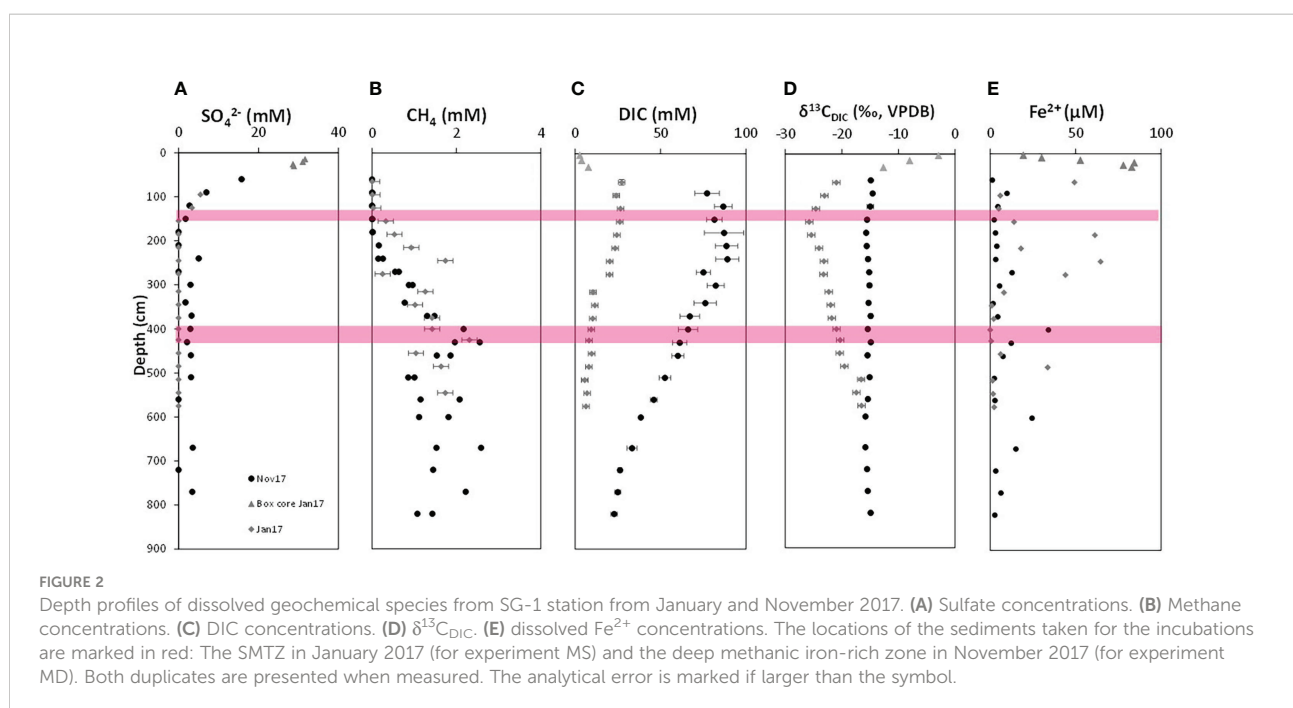 A B C D E
SO₄²⁻ (mM) CH₄ (mM) DIC (mM) δ¹³C_DIC (‰, VPDB) Fe²⁺ (µM)
0 20 40 0 2 4 0 50 100 -30 -20 -10 0 0 50 100
Depth (cm)
0
100
200
300
400
500
600
700
800
900
Nov17
Box core Jan17
Jan17
FIGURE 2
Depth profiles of dissolved geochemical species from SG-1 station from January and November 2017. (A) Sulfate concentrations. (B) Methane
concentrations. (C) DIC concentrations. (D) δ¹³C_DIC. (E) dissolved Fe²⁺ concentrations. The locations of the sediments taken for the incubations
are marked in red: The SMTZ in January 2017 (for experiment MS) and the deep methanic iron-rich zone in November 2017 (for experiment
MD). Both duplicates are presented when measured. The analytical error is marked if larger than the symbol.